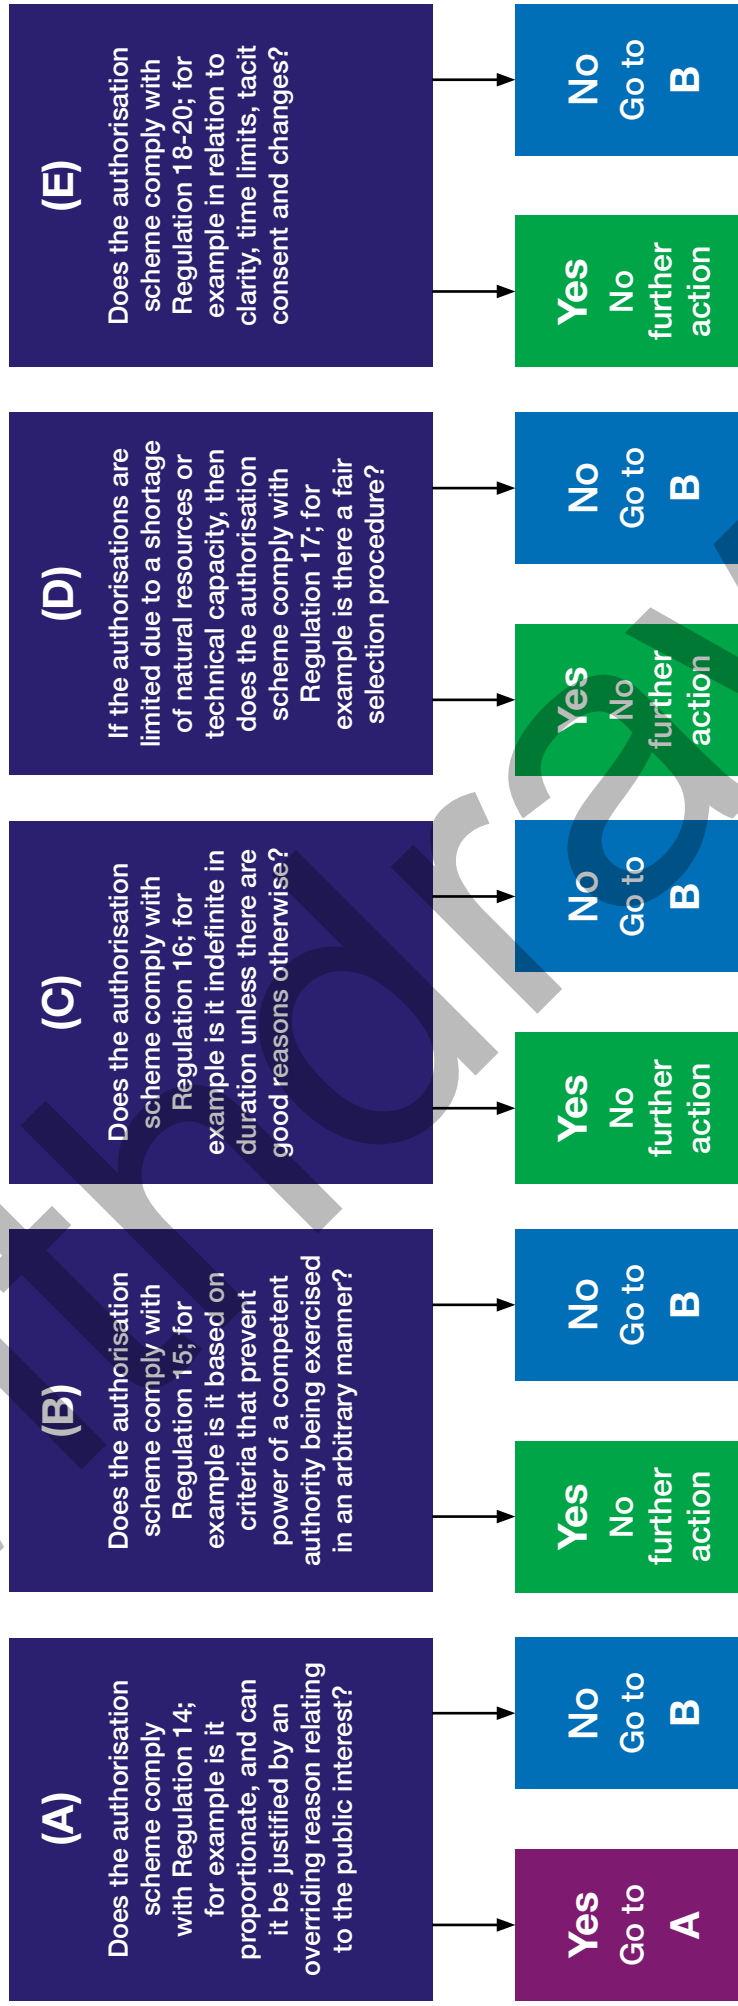 (A)
Does the authorisation
scheme comply
with Regulation 14;
for example is it
proportionate, and can
it be justified by an
overriding reason relating
to the public interest?
Yes
Go to
A
No
Go to
B
(B)
Does the authorisation
scheme comply with
Regulation 15; for
example is it based on
criteria that prevent
power of a competent
authority being exercised
in an arbitrary manner?
Yes
No
further
action
No
Go to
B
(C)
Does the authorisation
scheme comply with
Regulation 16; for
example is it indefinite in
duration unless there are
good reasons otherwise?
Yes
No
further
action
No
Go to
B
(D)
If the authorisations are
limited due to a shortage
of natural resources or
technical capacity, then
does the authorisation
scheme comply with
Regulation 17; for
example is there a fair
selection procedure?
Yes
No
further
action
No
Go to
B
(E)
Does the authorisation
scheme comply with
Regulation 18-20; for
example in relation to
clarity, time limits, tacit
consent and changes?
Yes
No
further
action
No
Go to
B